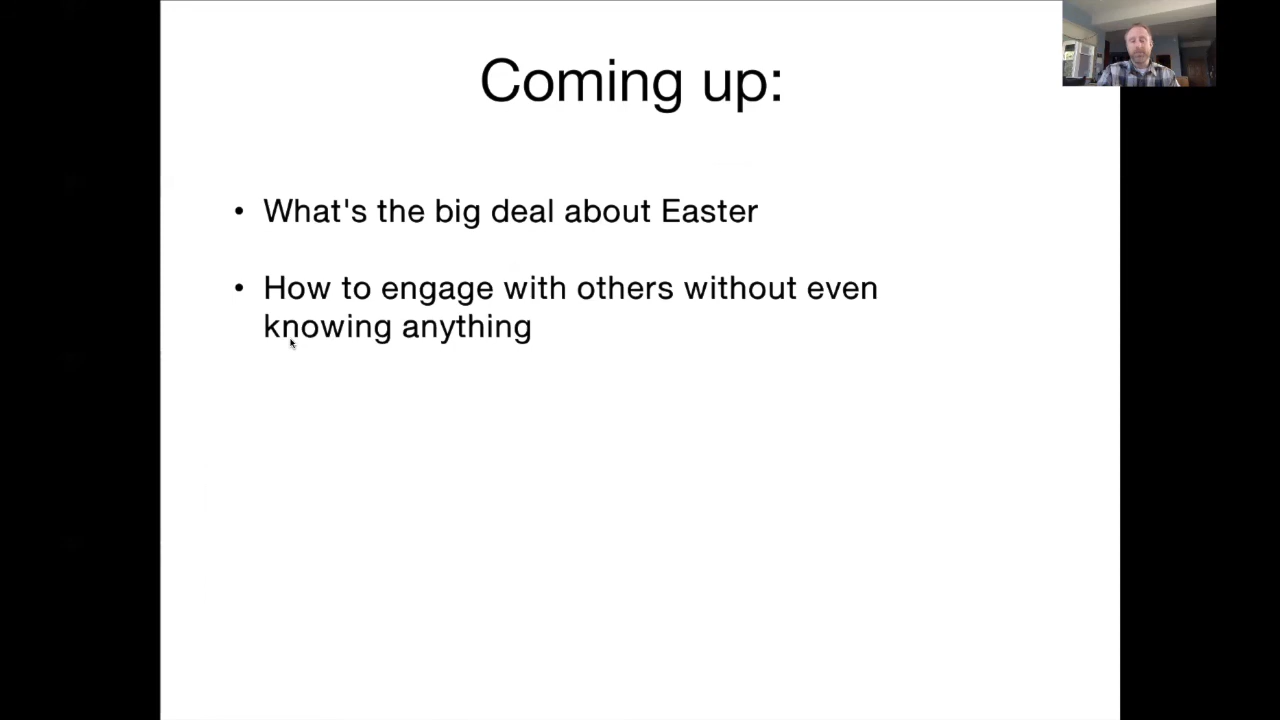 Coming up:
• What's the big deal about Easter
• How to engage with others without even
knowing anything